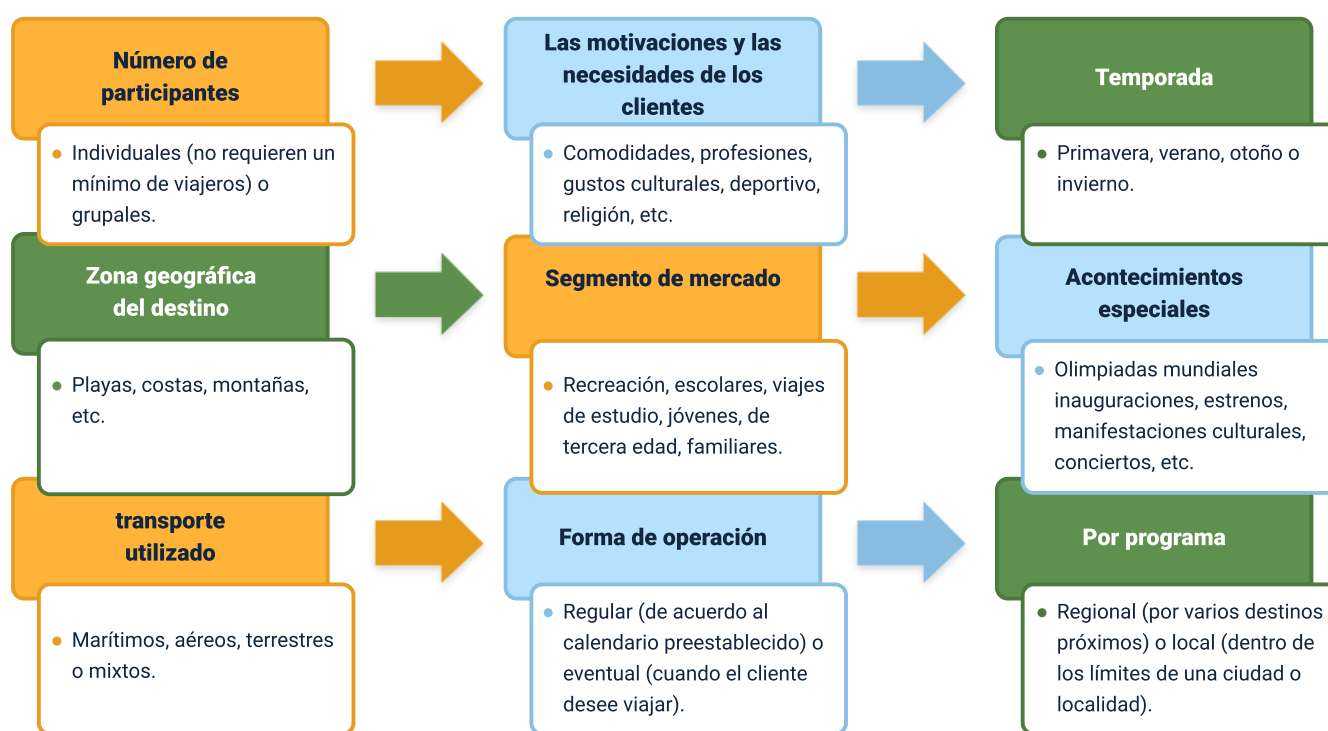 Número de
participantes
Individuales (no requieren un
mínimo de viajeros) o
grupales.
Las motivaciones y las
necesidades de los
clientes
Comodidades, profesiones,
gustos culturales, deportivo,
religión, etc.
Temporada
Primavera, verano, otoño o
invierno.
Zona geográfica
del destino
Playas, costas, montañas,
etc.
Segmento de mercado
Recreación, escolares, viajes
de estudio, jóvenes, de
tercera edad, familiares.
Acontecimientos
especiales
Olimpiadas mundiales
inauguraciones, estrenos,
manifestaciones culturales,
conciertos, etc.
transporte
utilizado
Marítimos, aéreos, terrestres
o mixtos.
Forma de operación
Regular (de acuerdo al
calendario preestablecido) o
eventual (cuando el cliente
desee viajar).
Por programa
Regional (por varios destinos
próximos) o local (dentro de
los límites de una ciudad o
localidad).